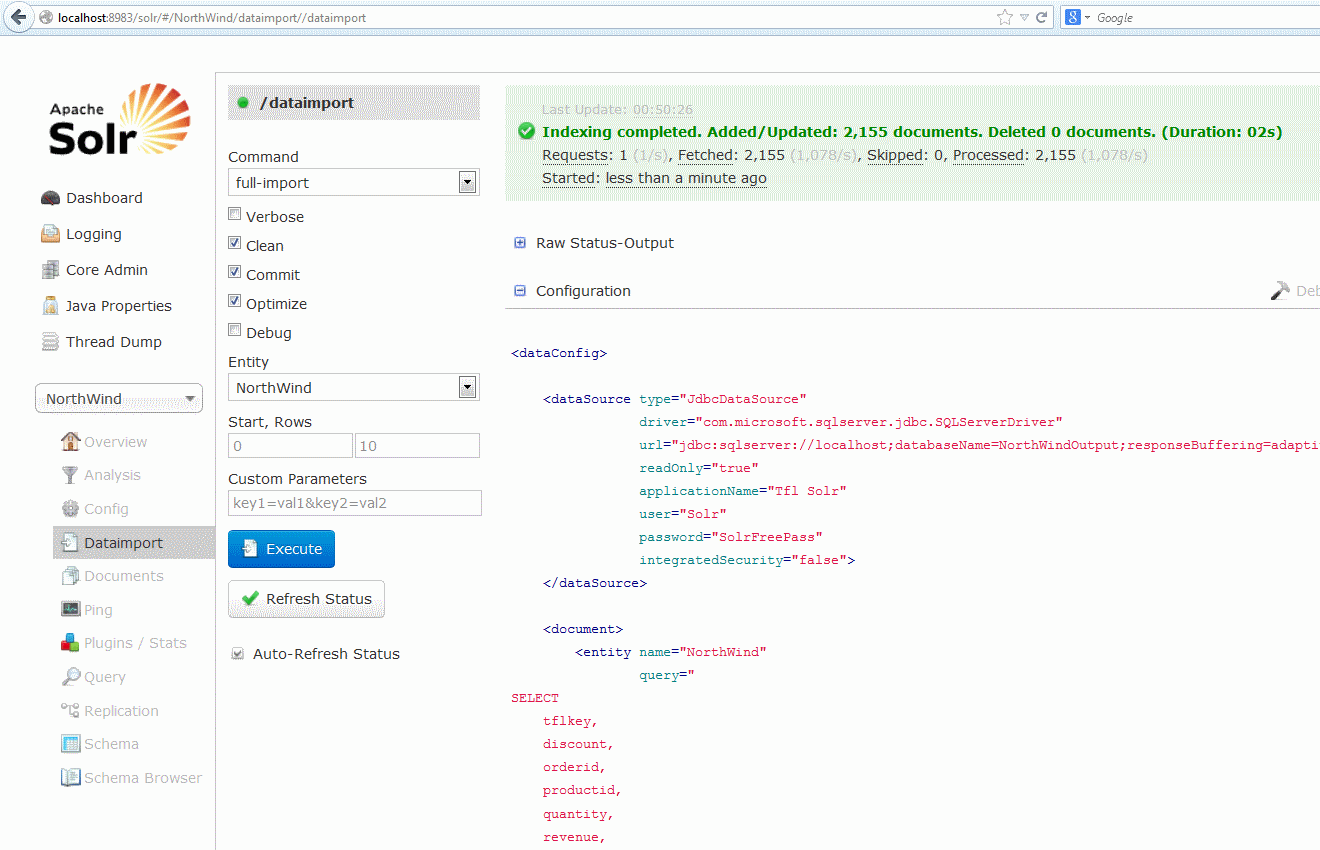 localhost:8983/solr/#/NorthWind/dataimport//dataimport
8 Google
Apache
Solr
Dashboard
Logging
Core Admin
Java Properties
Thread Dump
NorthWind
Overview
Analysis
Config
Dataimport
Documents
Ping
Plugins / Stats
Query
Replication
Schema
Schema Browser
/dataimport
Command
full-import
Verbose
Clean
Commit
Optimize
Debug
Entity
NorthWind
Start, Rows
0 10
Custom Parameters
key1=val1&key2=val2
Execute
Refresh Status
Auto-Refresh Status
Last Update: 00:50:26
Indexing completed. Added/Updated: 2,155 documents. Deleted 0 documents. (Duration: 02s)
Requests: 1 (1/s), Fetched: 2,155 (1,078/s), Skipped: 0, Processed: 2,155 (1,078/s)
Started: less than a minute ago
Raw Status-Output
Configuration
Deb
<dataConfig>
<dataSource type="JdbcDataSource"
driver="com.microsoft.sqlserver.jdbc.SQLServerDriver"
url="jdbc:sqlserver://localhost;databaseName=NorthWindOutput;responseBuffering=adapti
readOnly="true"
applicationName="Tfl Solr"
user="Solr"
password="SolrFreePass"
integratedSecurity="false">
</dataSource>
<document>
<entity name="NorthWind"
query="
SELECT
tflkey,
discount,
orderid,
productid,
quantity,
revenue,